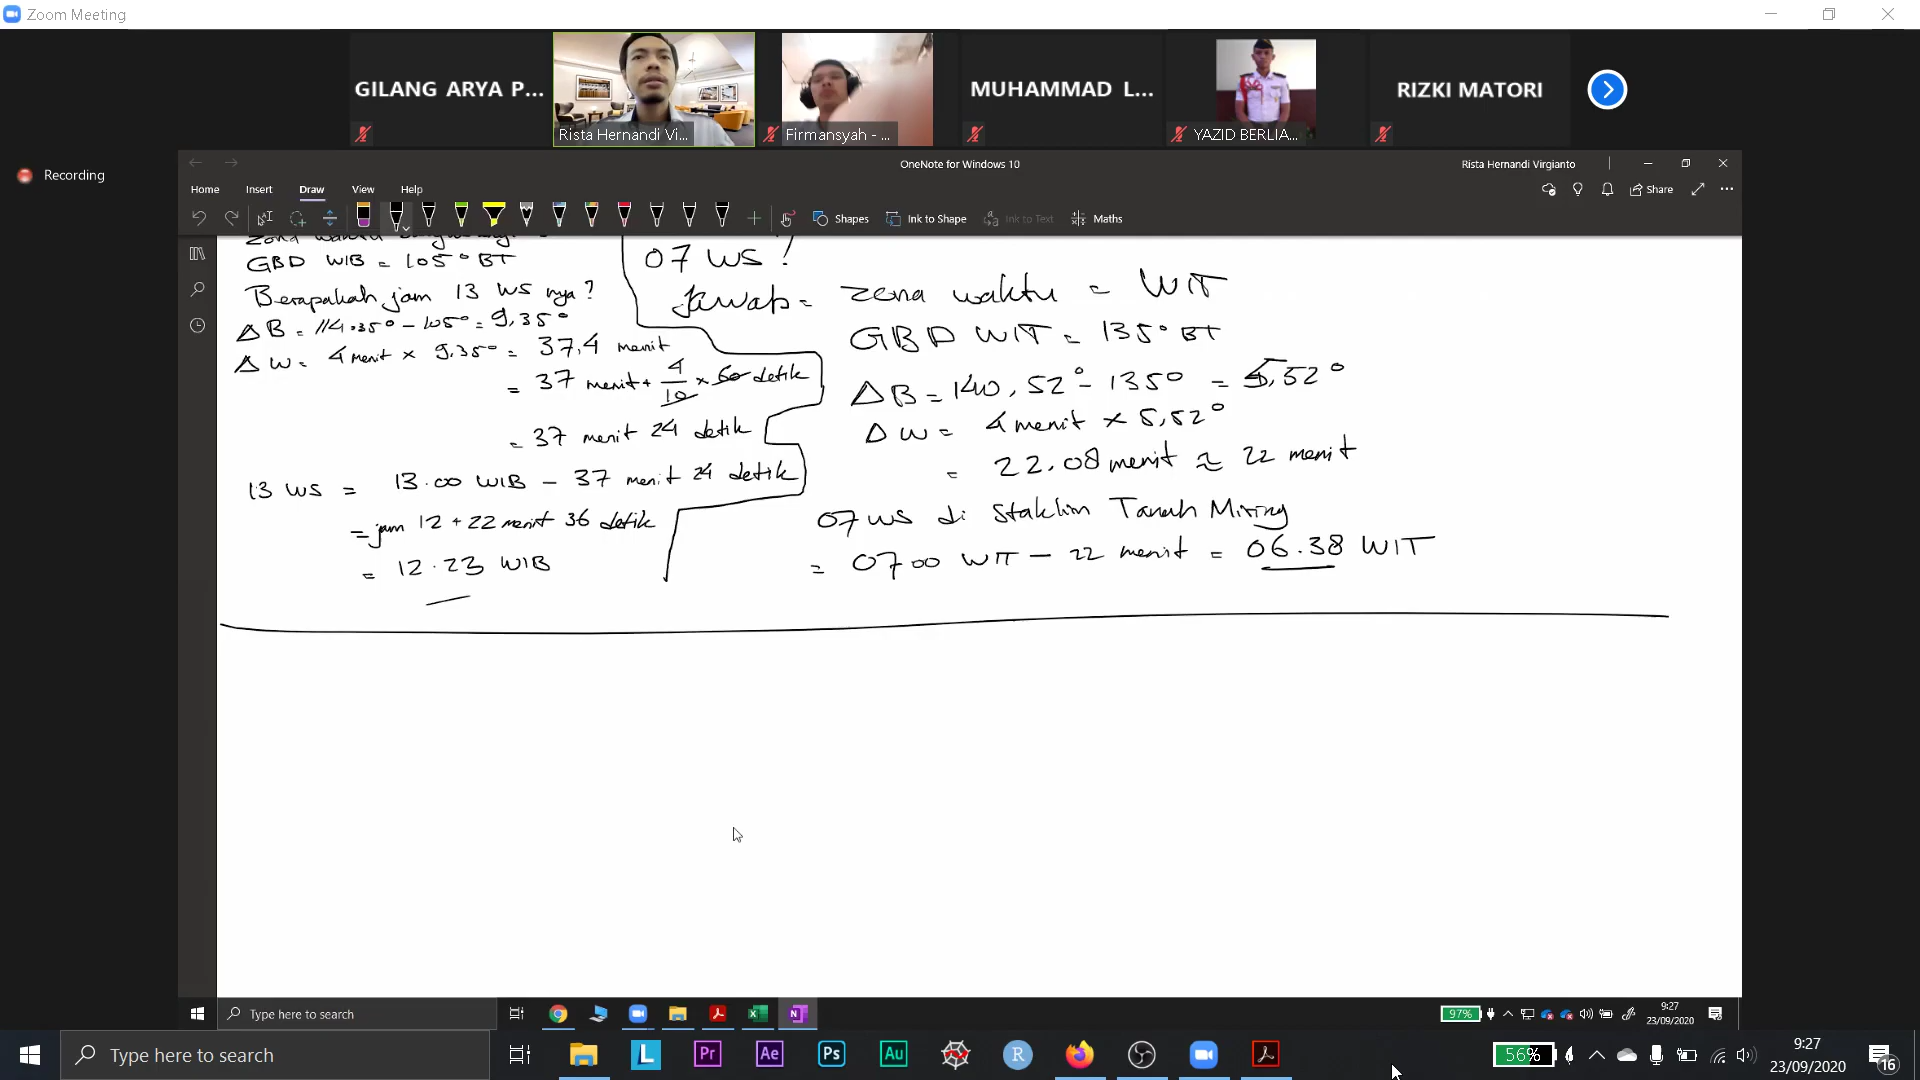 Zoom Meeting
GILANG ARYA P...
Rista Hernandi Vi...
Firmansyah - ...
MUHAMMAD L...
YAZID BERLIA...
RIZKI MATORI
Recording
OneNote for Windows 10
Rista Hernandi Virgianto
Home Insert Draw View Help
Share
Shapes Ink to Shape Ink to Text Maths
zona waktu
GBD WIB = 105° BT
Berapakah jam 13 WS nya?
ΔB = 114.35° - 105° = 9,35°
ΔW = 4 menit × 9.35° = 37,4 menit
= 37 menit + 4/10 × 60 detik
= 37 menit 24 detik
13 WS = 13.00 WIB - 37 menit 24 detik
= jam 12 + 22 menit 36 detik
= 12.23 WIB
07 WS ?
Jawab = zona waktu = WIT
GBD WIT = 135° BT
ΔB = 140,52° - 135° = 5,52°
ΔW = 4 menit × 5,52°
= 22,08 menit ≈ 22 menit
07 WS di Staklim Tanah Miring
= 07 00 WIT - 22 menit = 06.38 WIT
Type here to search
97%
9:27
23/09/2020
Type here to search
56%
9:27
23/09/2020
16